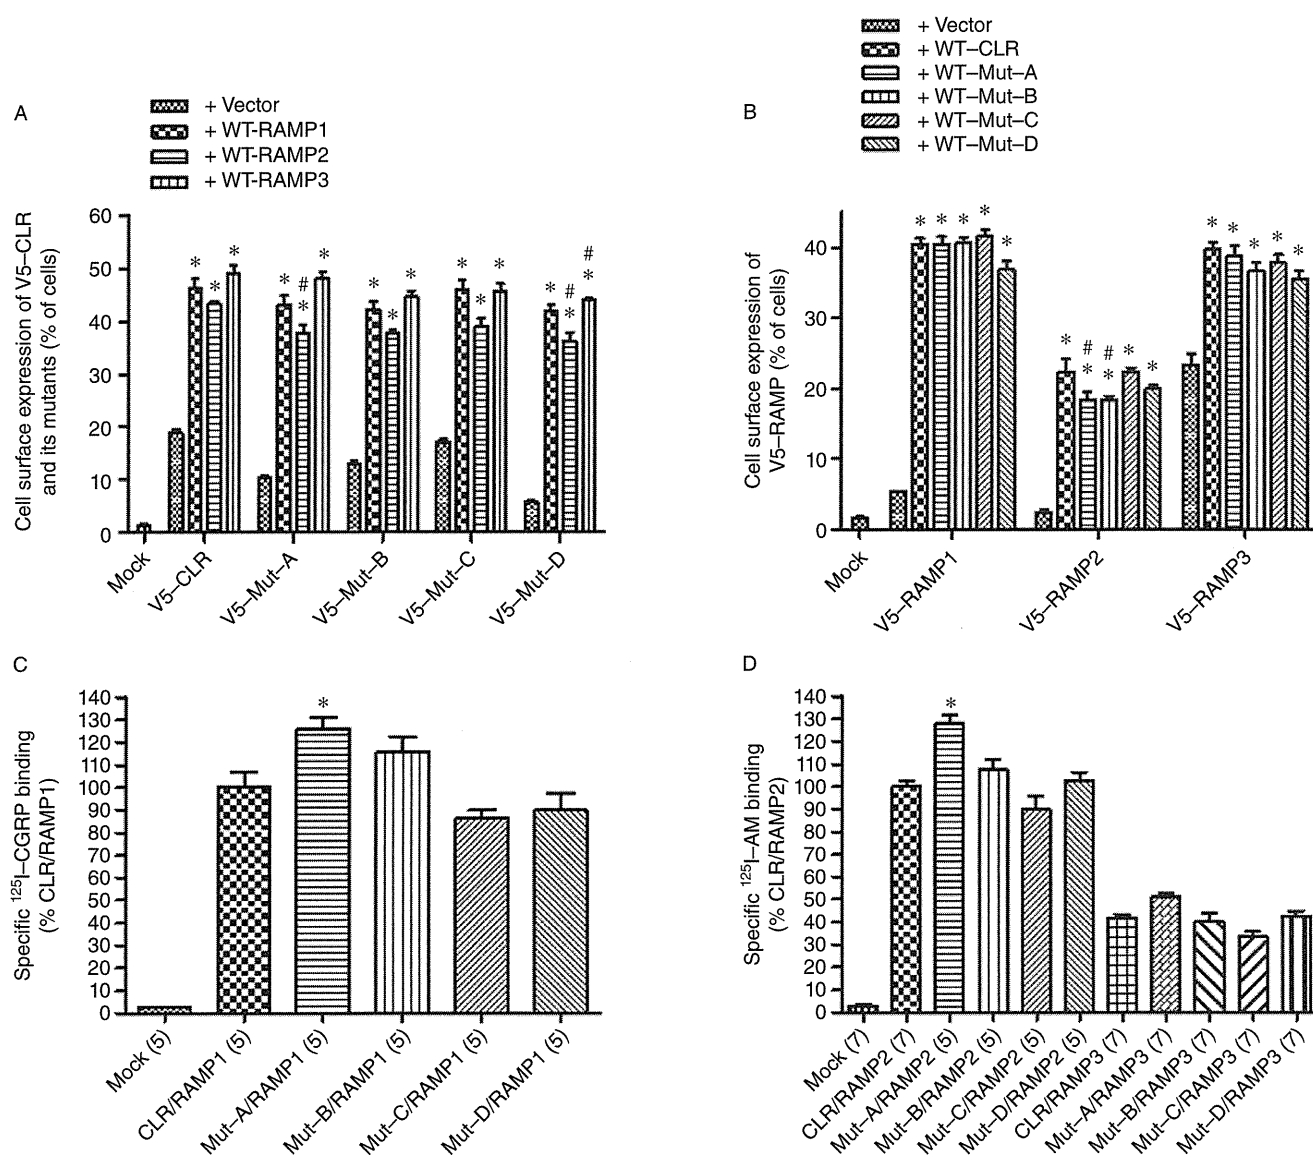 A
+ Vector
+ WT-RAMP1
+ WT-RAMP2
+ WT-RAMP3
Cell surface expression of V5–CLR
and its mutants (% of cells)
60
50
40
30
20
10
0
* * *
* # * *
* * *
* * *
* # * # *
Mock
V5–CLR
V5–Mut–A
V5–Mut–B
V5–Mut–C
V5–Mut–D
B
+ Vector
+ WT–CLR
+ WT–Mut–A
+ WT–Mut–B
+ WT–Mut–C
+ WT–Mut–D
Cell surface expression of
V5–RAMP (% of cells)
40
30
20
10
0
* * * * *
* # * # * * *
* * * * *
Mock
V5–RAMP1
V5–RAMP2
V5–RAMP3
C
Specific 125I–CGRP binding
(% CLR/RAMP1)
140
130
120
110
100
90
80
70
60
50
40
30
20
10
0
*
Mock (5)
CLR/RAMP1 (5)
Mut–A/RAMP1 (5)
Mut–B/RAMP1 (5)
Mut–C/RAMP1 (5)
Mut–D/RAMP1 (5)
D
Specific 125I–AM binding
(% CLR/RAMP2)
140
130
120
110
100
90
80
70
60
50
40
30
20
10
0
*
Mock (7)
CLR/RAMP2 (7)
Mut–A/RAMP2 (5)
Mut–B/RAMP2 (5)
Mut–C/RAMP2 (5)
Mut–D/RAMP2 (5)
CLR/RAMP3 (7)
Mut–A/RAMP3 (7)
Mut–B/RAMP3 (7)
Mut–C/RAMP3 (7)
Mut–D/RAMP3 (7)